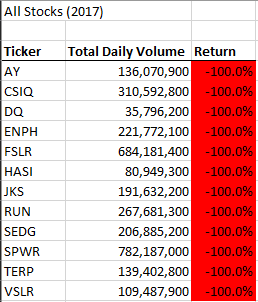 All Stocks (2017)
Ticker Total Daily Volume Return
AY 136,070,900 -100.0%
CSIQ 310,592,800 -100.0%
DQ 35,796,200 -100.0%
ENPH 221,772,100 -100.0%
FSLR 684,181,400 -100.0%
HASI 80,949,300 -100.0%
JKS 191,632,200 -100.0%
RUN 267,681,300 -100.0%
SEDG 206,885,200 -100.0%
SPWR 782,187,000 -100.0%
TERP 139,402,800 -100.0%
VSLR 109,487,900 -100.0%